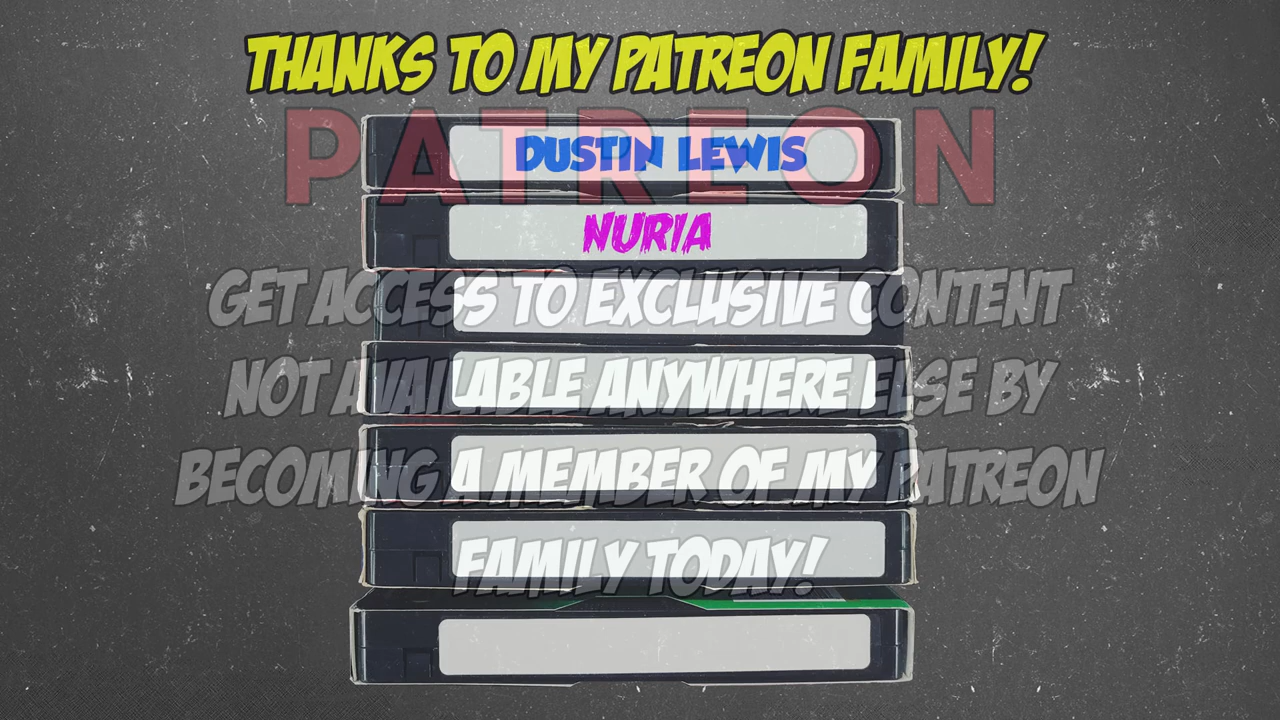 THANKS TO MY PATREON FAMILY!
PATREON
DUSTIN LEWIS
NURIA
GET ACCESS TO EXCLUSIVE CONTENT
NOT AVAILABLE ANYWHERE ELSE BY
BECOMING A MEMBER OF MY PATREON
FAMILY TODAY!